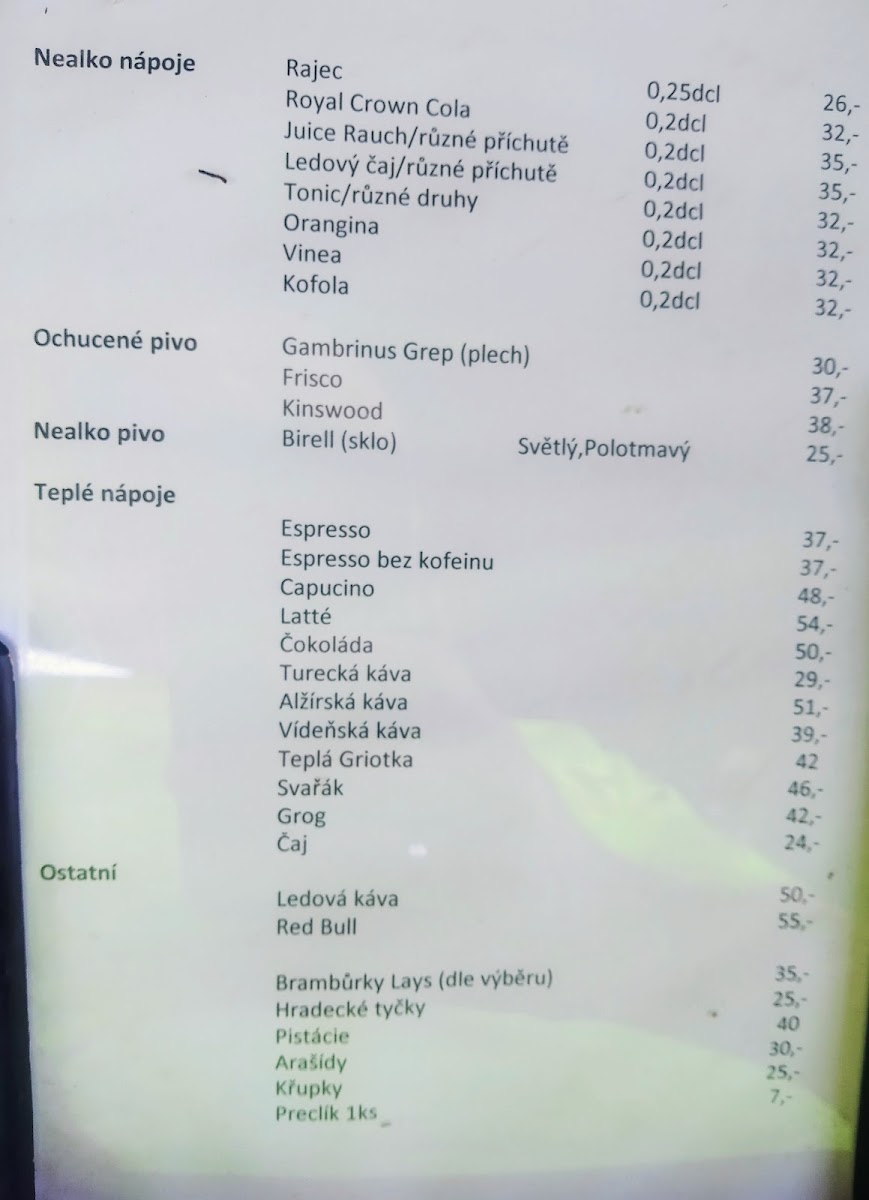 Nealko nápoje Rajec 0,25dcl 26,-
Royal Crown Cola 0,2dcl 32,-
Juice Rauch/různé příchutě 0,2dcl 35,-
Ledový čaj/různé příchutě 0,2dcl 35,-
Tonic/různé druhy 0,2dcl 32,-
Orangina 0,2dcl 32,-
Vinea 0,2dcl 32,-
Kofola 0,2dcl 32,-
Ochucené pivo Gambrinus Grep (plech) 30,-
Frisco 37,-
Kinswood 38,-
Nealko pivo Birell (sklo) Světlý,Polotmavý 25,-
Teplé nápoje
Espresso 37,-
Espresso bez kofeinu 37,-
Capucino 48,-
Latté 54,-
Čokoláda 50,-
Turecká káva 29,-
Alžírská káva 51,-
Vídeňská káva 39,-
Teplá Griotka 42
Svařák 46,-
Grog 42,-
Čaj 24,-
Ostatní
Ledová káva 50,-
Red Bull 55,-
Brambůrky Lays (dle výběru) 35,-
Hradecké tyčky 25,-
Pistácie 40
Arašídy 30,-
Křupky 25,-
Preclík 1ks 7,-